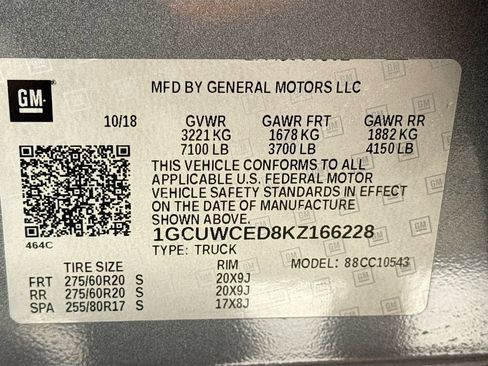 GM
MFD BY GENERAL MOTORS LLC
10/18 GVWR GAWR FRT GAWR RR
3221 KG 1678 KG 1882 KG
7100 LB 3700 LB 4150 LB
THIS VEHICLE CONFORMS TO ALL
APPLICABLE U.S. FEDERAL MOTOR
VEHICLE SAFETY STANDARDS IN EFFECT
ON THE DATE OF MANUFACTURE
SHOWN ABOVE.
464C
1GCUWCED8KZ166228
TYPE: TRUCK MODEL: 88CC10543
TIRE SIZE RIM
FRT 275/60R20 S 20X9J
RR 275/60R20 S 20X9J
SPA 255/80R17 S 17X8J